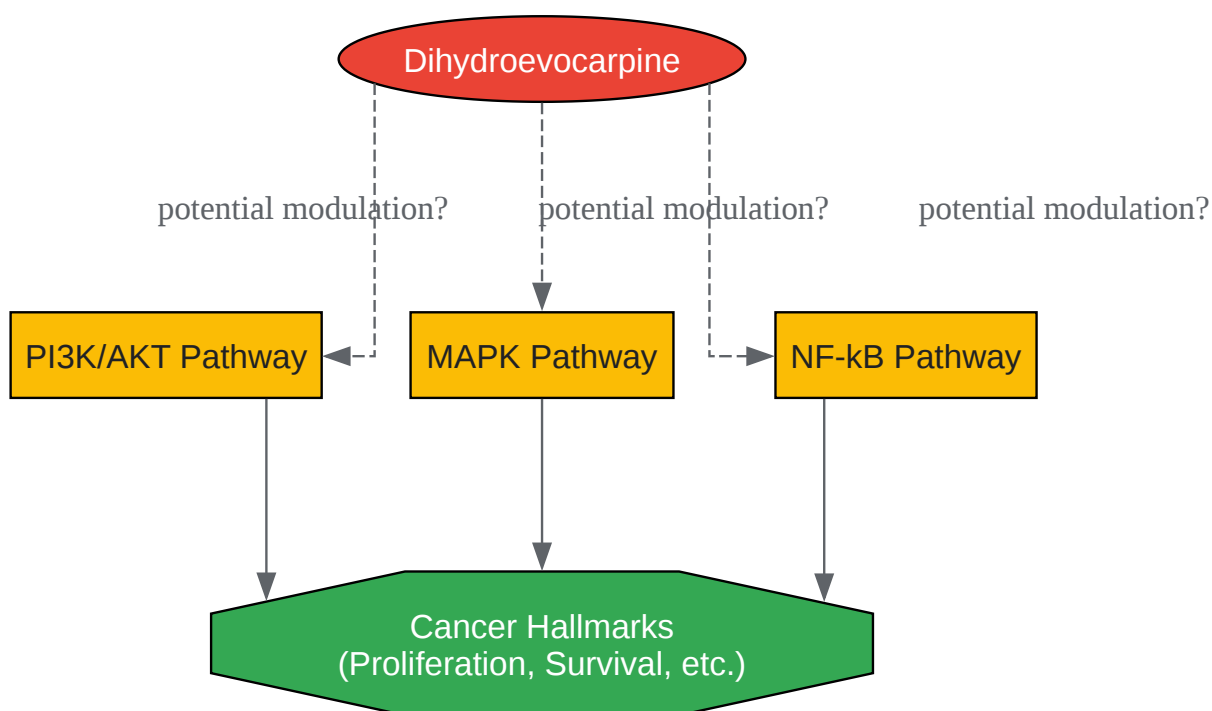 Dihydroevocarpine
potential modulation?
potential modulation?
potential modulation?
PI3K/AKT Pathway
MAPK Pathway
NF-kB Pathway
Cancer Hallmarks
(Proliferation, Survival, etc.)